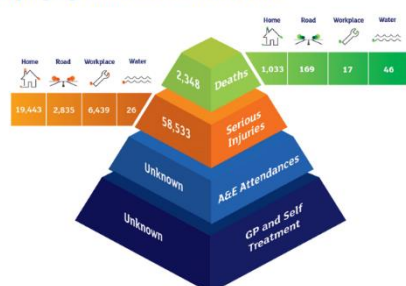 Home Road Workplace Water
1,033 169 17 46
Home Road Workplace Water
19,443 2,835 6,439 26
2,348 Deaths
58,533 Serious
Injuries
Unknown A&E Attendances
Unknown GP and Self
Treatment